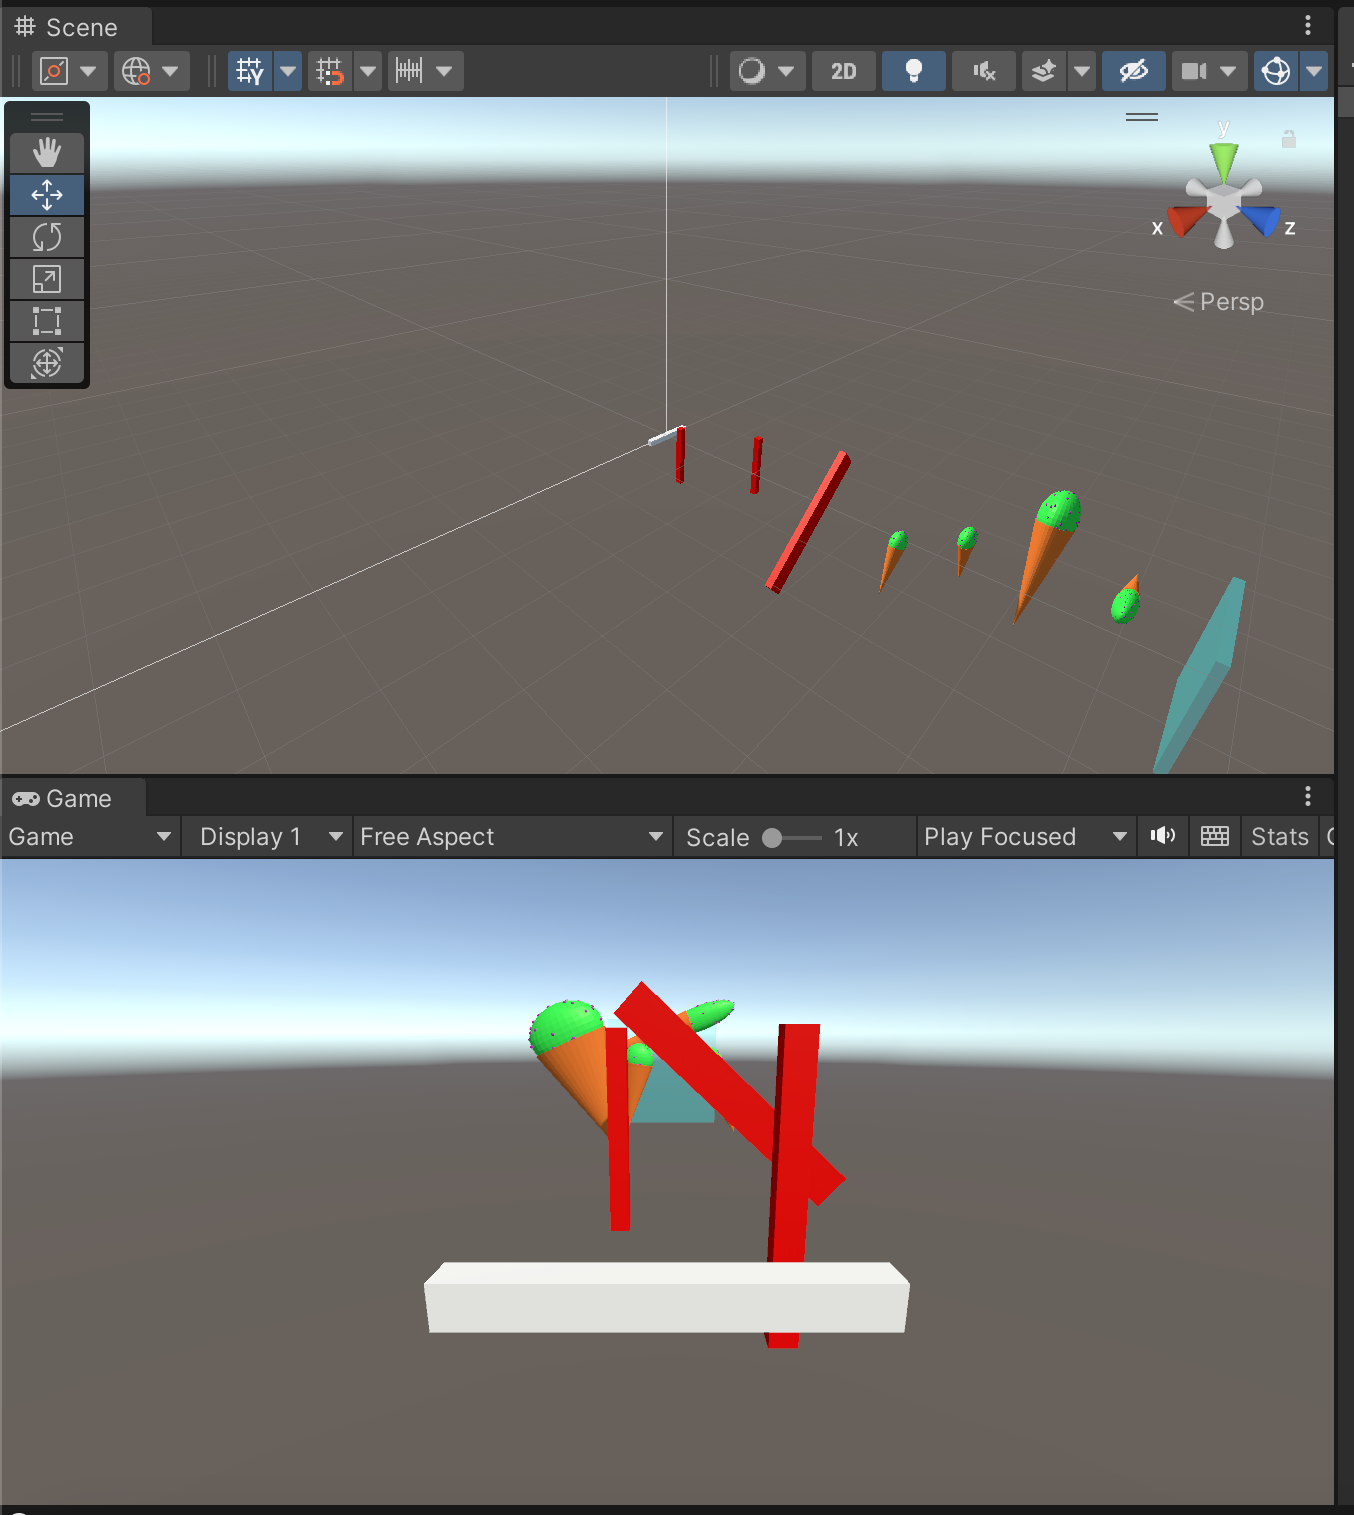 Scene
2D
y
x
z
Persp
Game
Game
Display 1
Free Aspect
Scale
1x
Play Focused
Stats